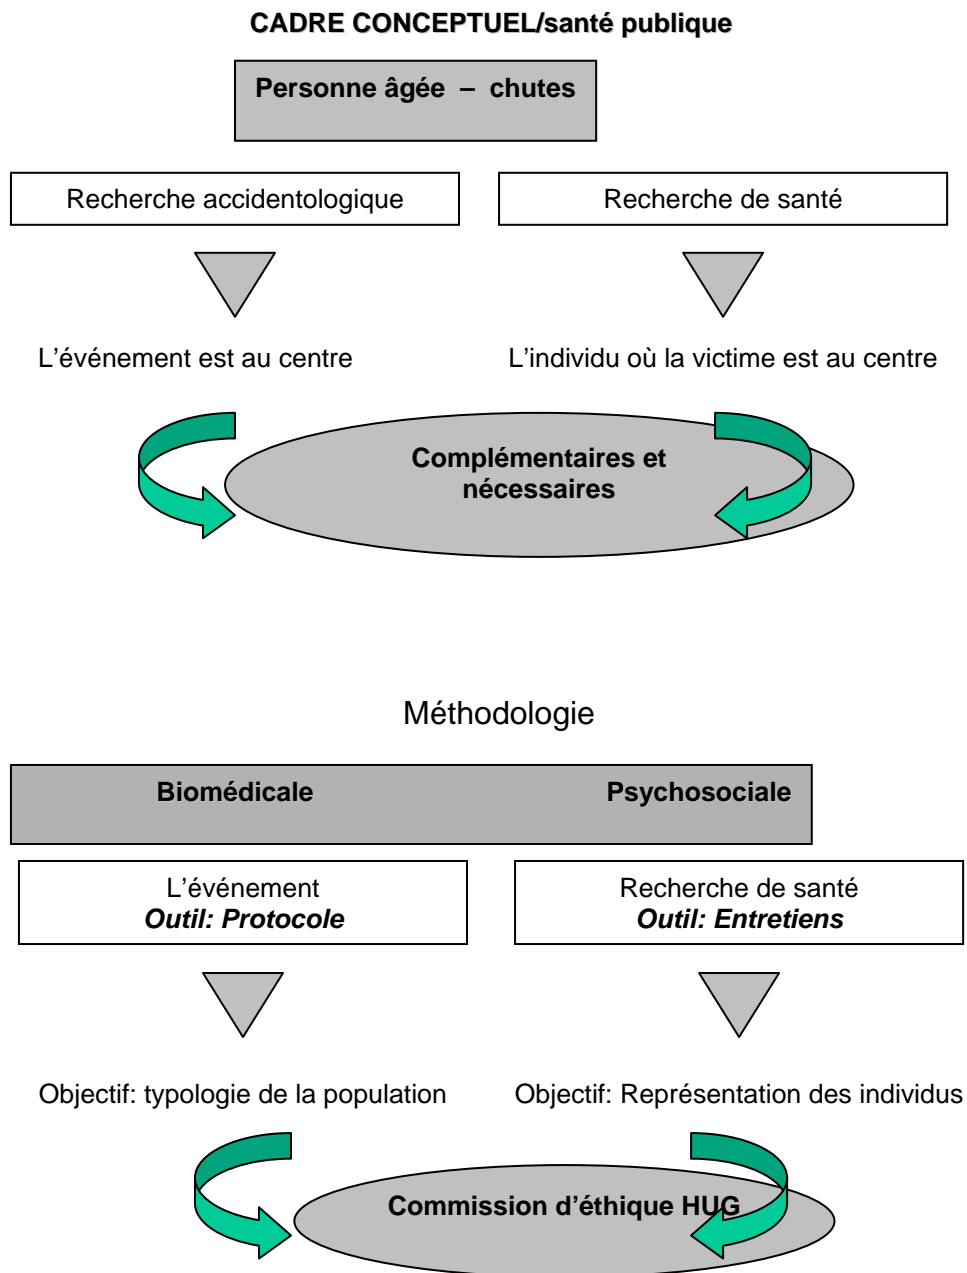 CADRE CONCEPTUEL/santé publique
Personne âgée – chutes
Recherche accidentologique
Recherche de santé
L’événement est au centre
L’individu où la victime est au centre
Complémentaires et
nécessaires
Méthodologie
Biomédicale
Psychosociale
L’événement
Outil: Protocole
Recherche de santé
Outil: Entretiens
Objectif: typologie de la population
Objectif: Représentation des individus
Commission d’éthique HUG